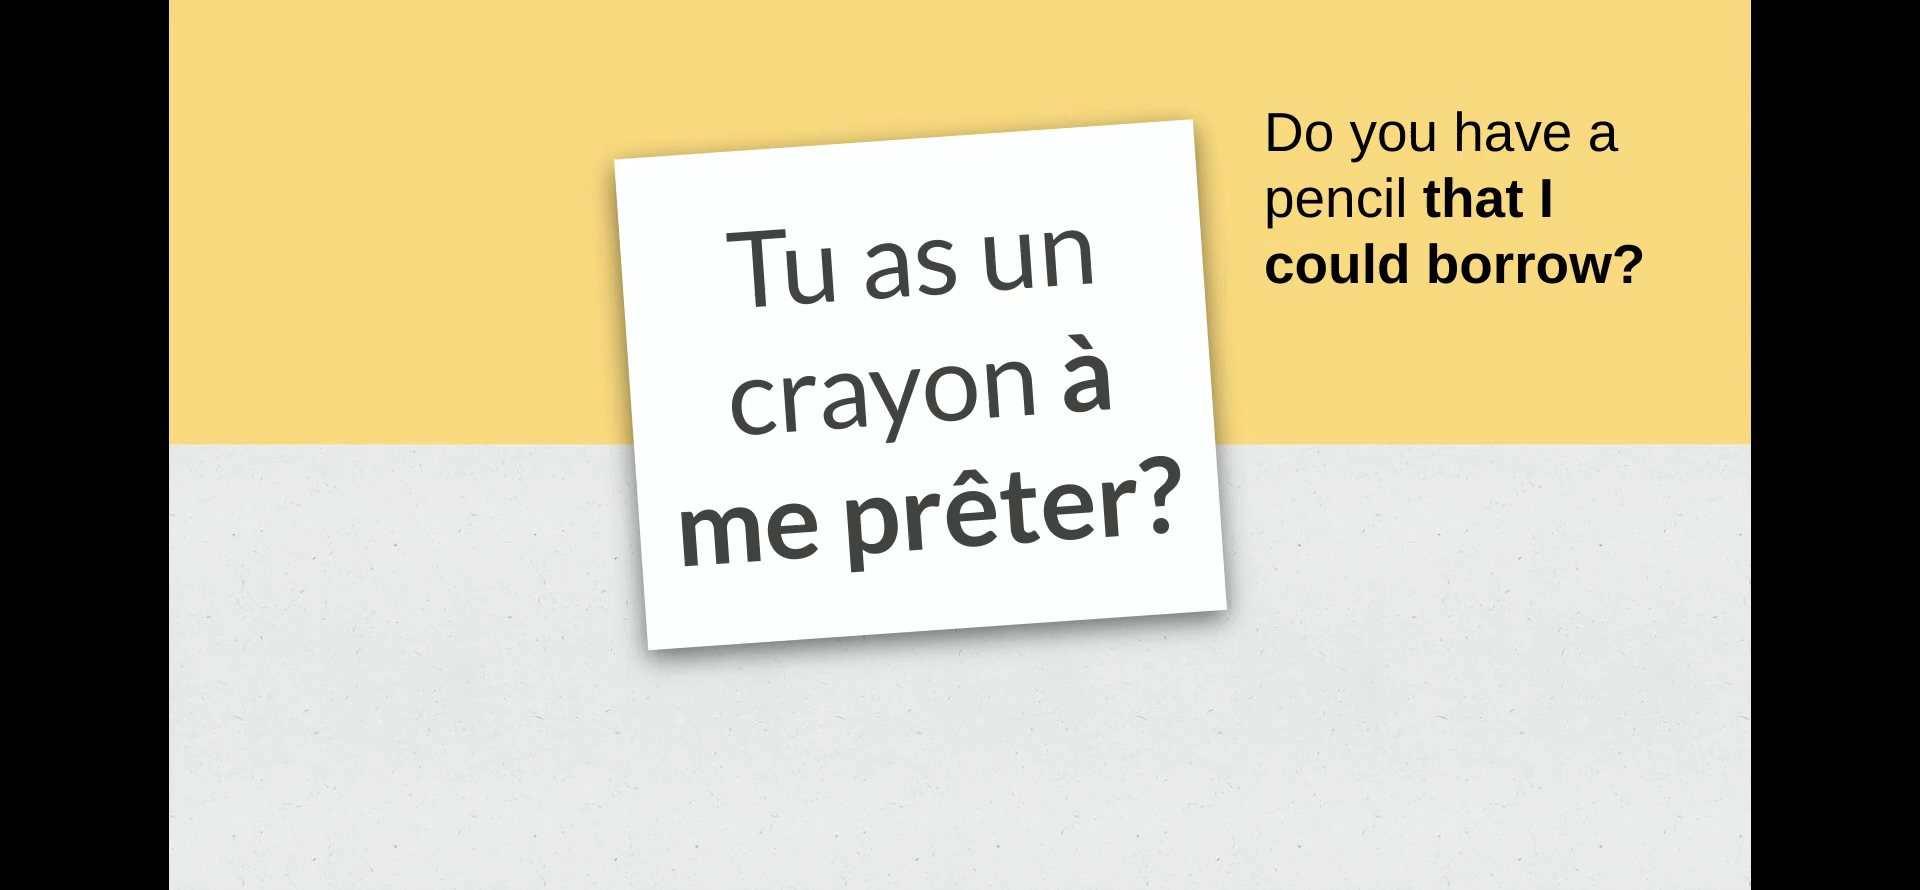 Tu as un
crayon à
me prêter?
Do you have a
pencil that I
could borrow?